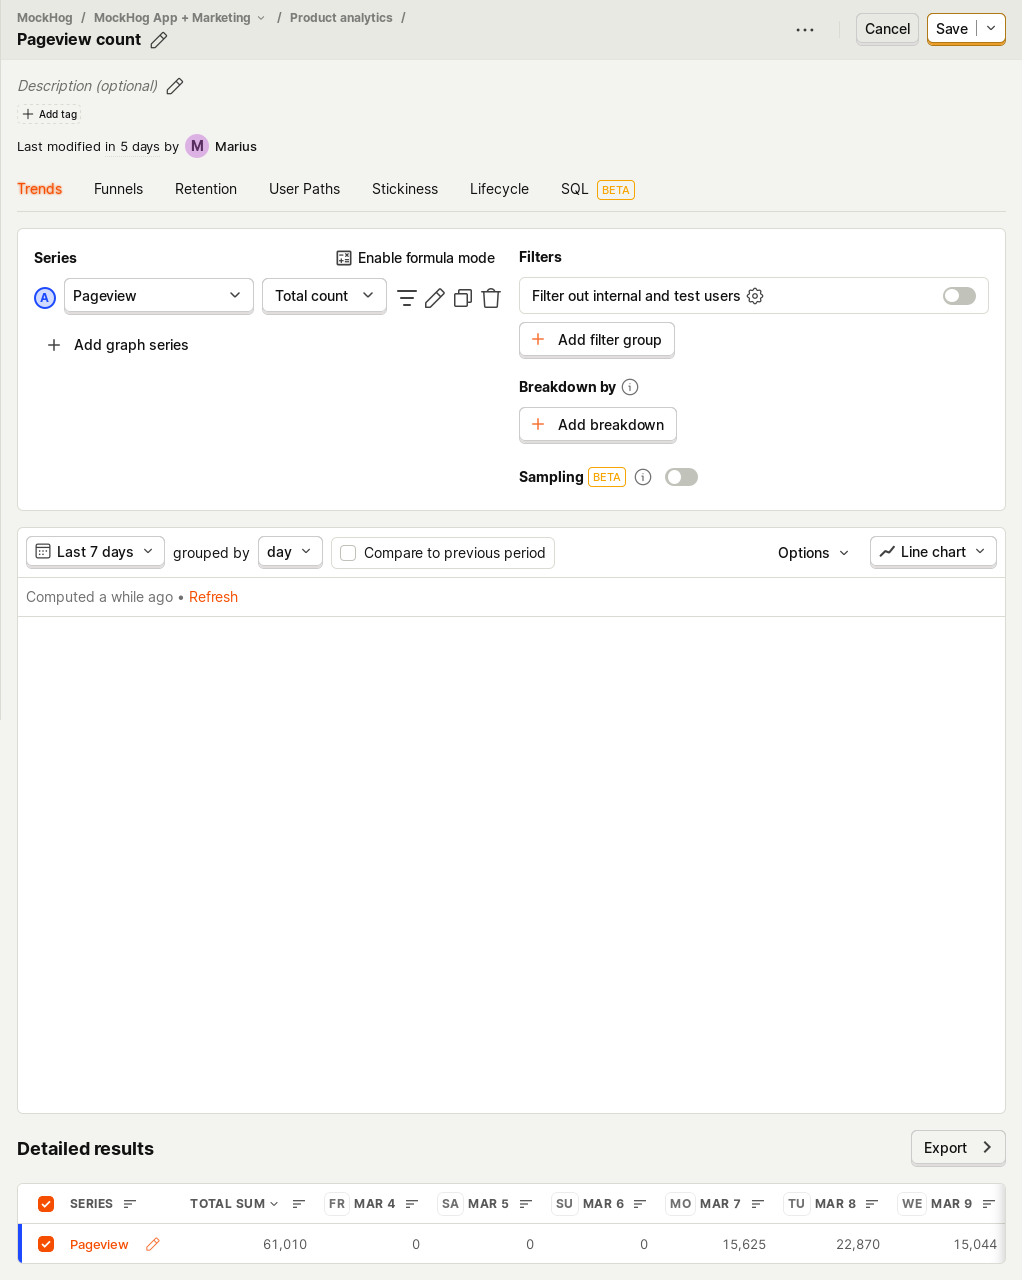 MockHog / MockHog App + Marketing / Product analytics /
Pageview count
Cancel
Save
Description (optional)
Add tag
Last modified in 5 days by M Marius
Trends Funnels Retention User Paths Stickiness Lifecycle SQL BETA
Series
Enable formula mode
A Pageview Total count
Add graph series
Filters
Filter out internal and test users
Add filter group
Breakdown by
Add breakdown
Sampling BETA
Last 7 days grouped by day Compare to previous period Options Line chart
Computed a while ago • Refresh
Detailed results
Export
SERIES TOTAL SUM FR MAR 4 SA MAR 5 SU MAR 6 MO MAR 7 TU MAR 8 WE MAR 9
Pageview 61,010 0 0 0 15,625 22,870 15,044